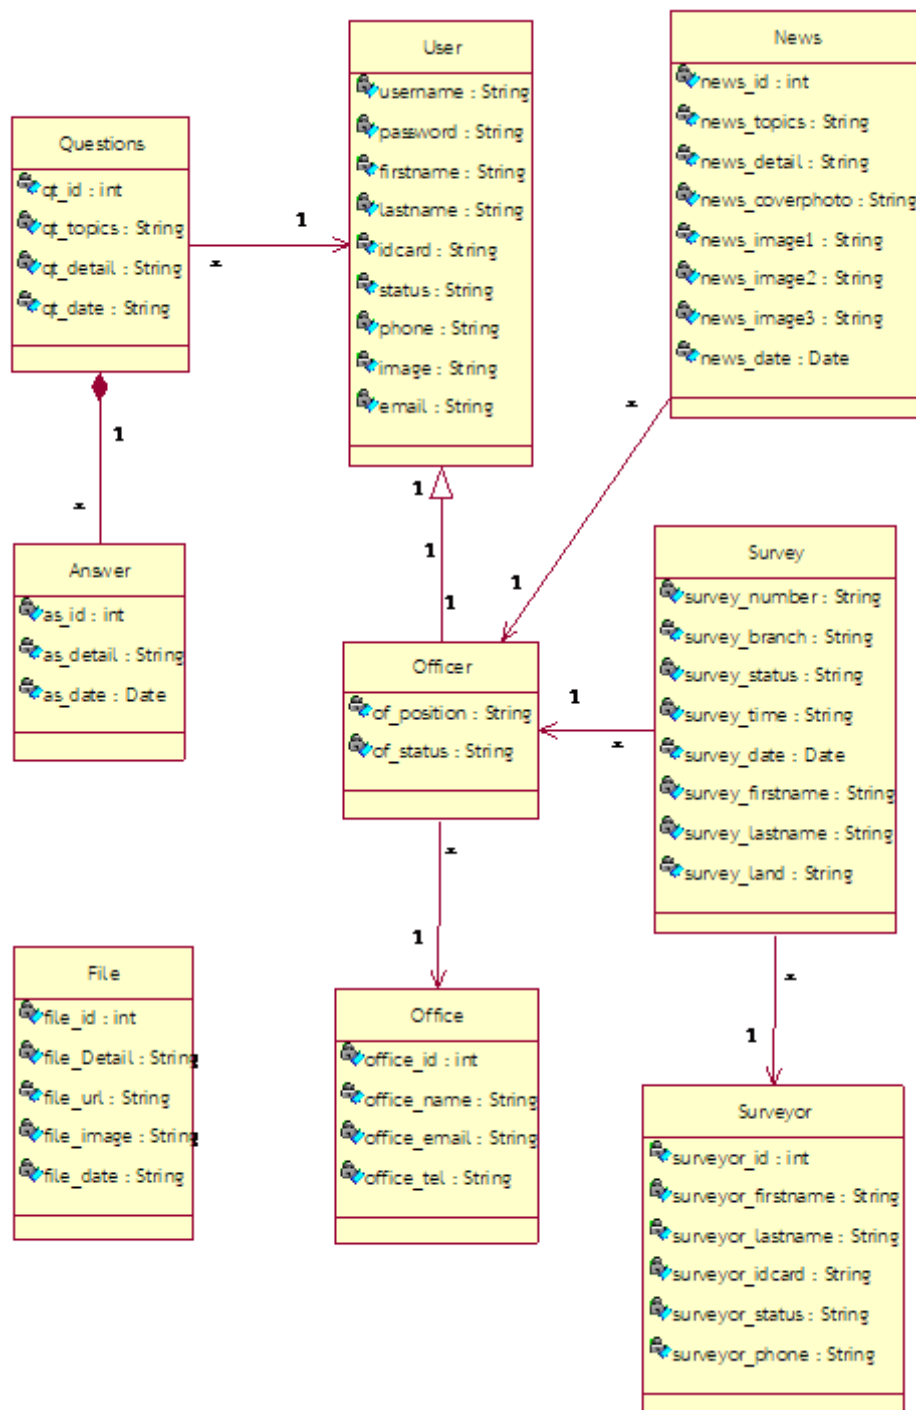 User
username : String
password : String
firstname : String
lastname : String
idcard : String
status : String
phone : String
image : String
email : String
News
news_id : int
news_topics : String
news_detail : String
news_coverphoto : String
news_image1 : String
news_image2 : String
news_image3 : String
news_date : Date
Questions
qt_id : int
qt_topics : String
qt_detail : String
qt_date : String
1
*
1
*
1
1
1
*
1
Answer
as_id : int
as_detail : String
as_date : Date
Officer
of_position : String
of_status : String
1
*
Survey
survey_number : String
survey_branch : String
survey_status : String
survey_time : String
survey_date : Date
survey_firstname : String
survey_lastname : String
survey_land : String
*
1
*
1
File
file_id : int
file_Detail : String
file_url : String
file_image : String
file_date : String
Office
office_id : int
office_name : String
office_email : String
office_tel : String
Surveyor
surveyor_id : int
surveyor_firstname : String
surveyor_lastname : String
surveyor_idcard : String
surveyor_status : String
surveyor_phone : String